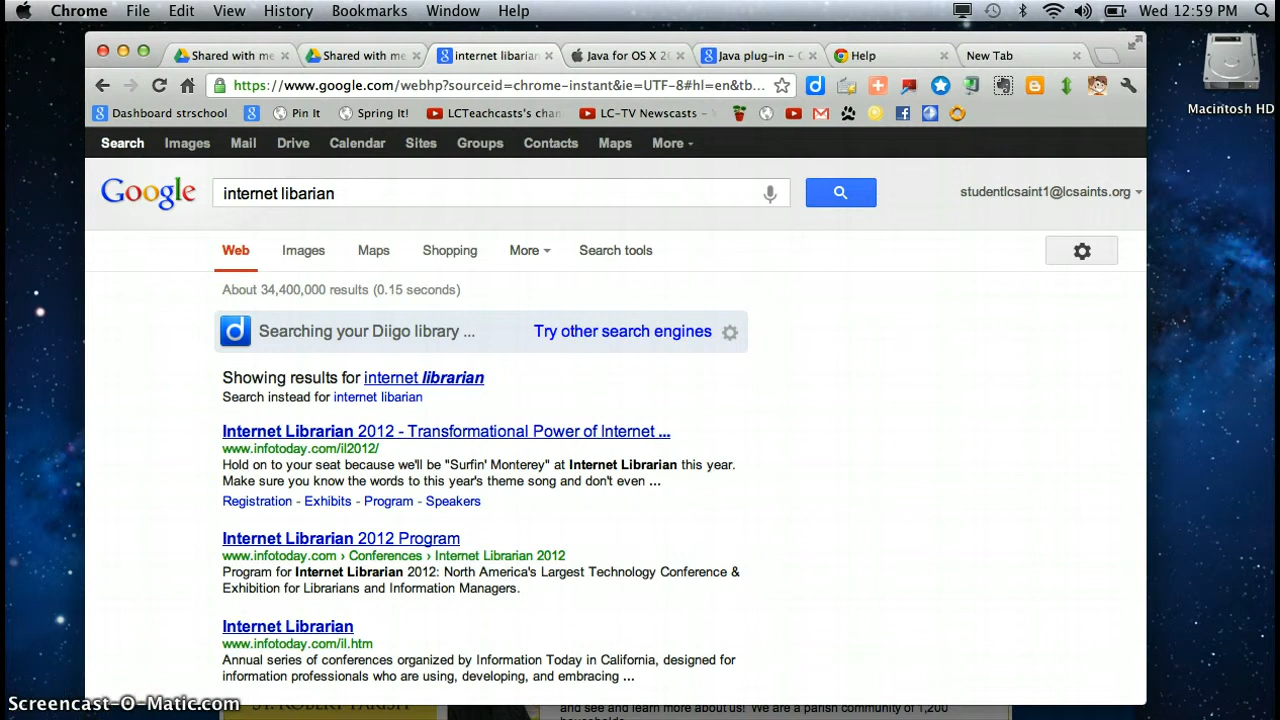 Chrome File Edit View History Bookmarks Window Help Wed 12:59 PM
Shared with me Shared with me internet libarian Java for OS X 20 Java plug-in - C Help New Tab
https://www.google.com/webhp?sourceid=chrome-instant&ie=UTF-8#hl=en&tb...
Macintosh HD
Dashboard strschool Pin It Spring It! LCTeachcasts's chan LC-TV Newscasts -
Search Images Mail Drive Calendar Sites Groups Contacts Maps More
Google internet libarian studentlcsaint1@lcsaints.org
Web Images Maps Shopping More Search tools
About 34,400,000 results (0.15 seconds)
d Searching your Diigo library ... Try other search engines
Showing results for internet librarian
Search instead for internet libarian
Internet Librarian 2012 - Transformational Power of Internet ...
www.infotoday.com/il2012/
Hold on to your seat because we'll be "Surfin' Monterey" at Internet Librarian this year.
Make sure you know the words to this year's theme song and don't even ...
Registration - Exhibits - Program - Speakers
Internet Librarian 2012 Program
www.infotoday.com › Conferences › Internet Librarian 2012
Program for Internet Librarian 2012: North America's Largest Technology Conference &
Exhibition for Librarians and Information Managers.
Internet Librarian
www.infotoday.com/il.htm
Annual series of conferences organized by Information Today in California, designed for
information professionals who are using, developing, and embracing ...
Screencast-O-Matic.com
ST. ROBERT PARISH and see and learn more about us! We are a parish community of 1,200